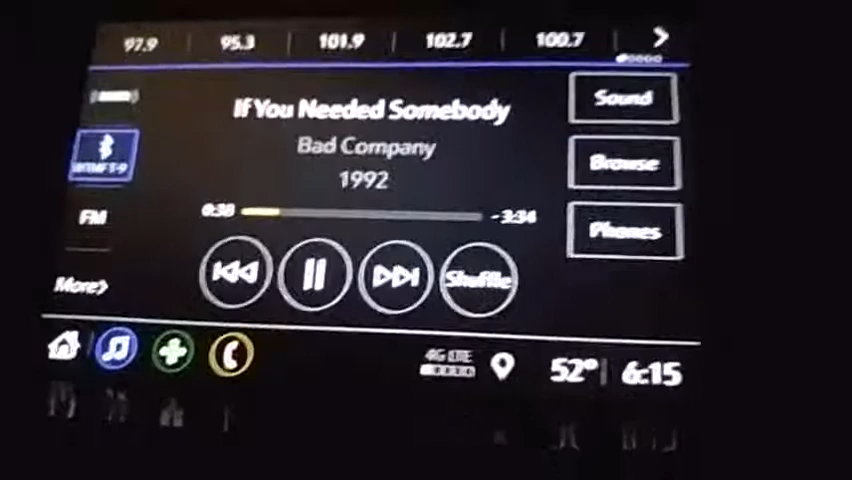 97.9 95.3 101.9 102.7 100.7
If You Needed Somebody
Bad Company
1992
0:38 -3:34
FM
More
Sound
Browse
Phones
Shuffle
4G LTE
52° 6:15